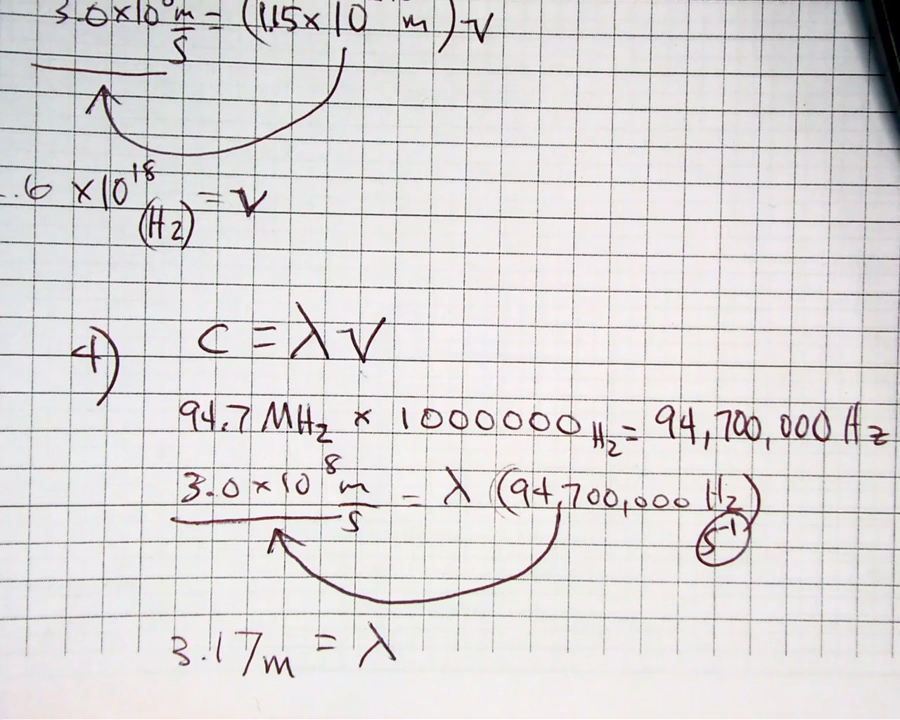 3.0×10 m/s = (1.15×10 m) ν
.6 ×10^18 (Hz) = ν
4) c = λν
94.7 MHz × 1000000 Hz = 94,700,000 Hz
3.0×10^8 m/s = λ (94,700,000 Hz)
s^-1
3.17m = λ